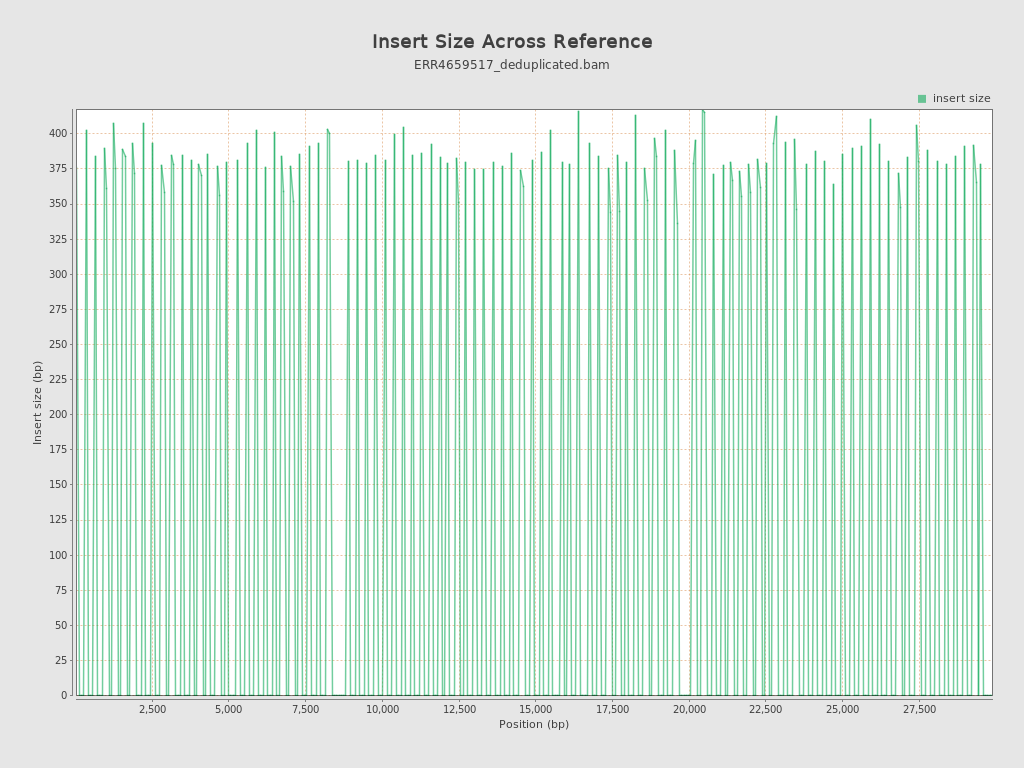 Insert Size Across Reference
ERR4659517_deduplicated.bam
insert size
400
375
350
325
300
275
250
225
200
175
150
125
100
75
50
25
0
Insert size (bp)
2,500 5,000 7,500 10,000 12,500 15,000 17,500 20,000 22,500 25,000 27,500
Position (bp)